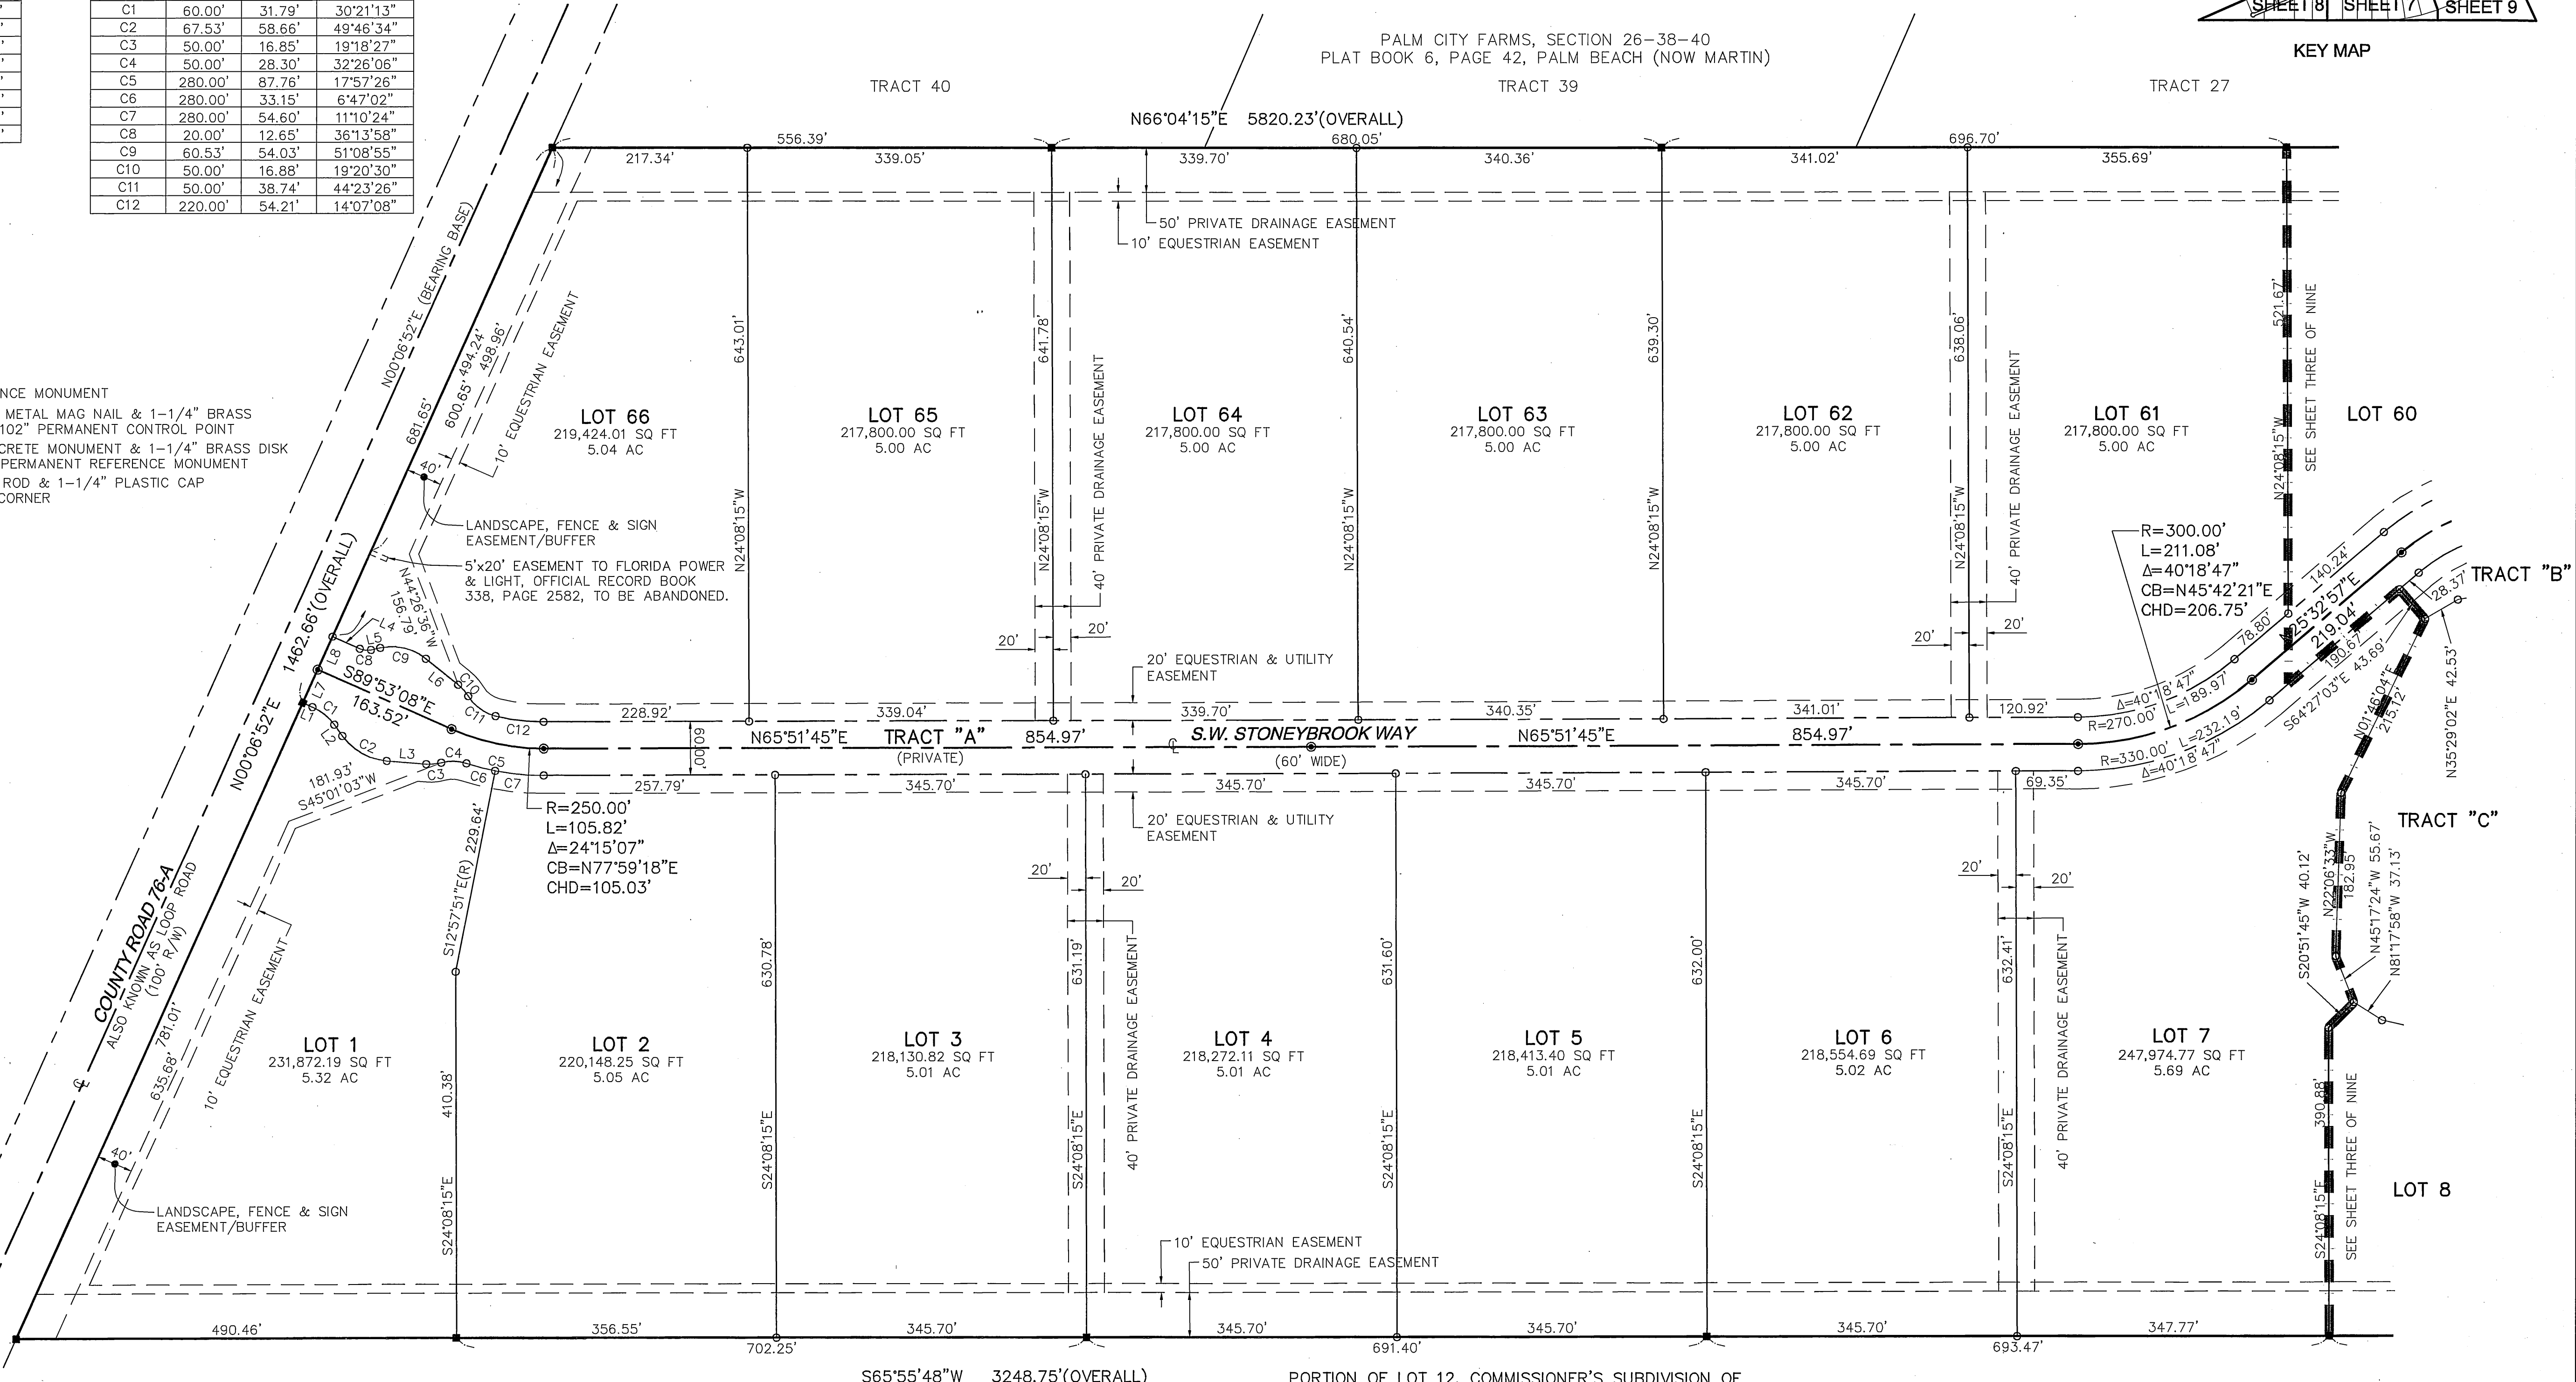 C1 60.00' 31.79' 30°21'13"
C2 67.53' 58.66' 49°46'34"
C3 50.00' 16.85' 19°18'27"
C4 50.00' 28.30' 32°26'06"
C5 280.00' 87.76' 17°57'26"
C6 280.00' 33.15' 6°47'02"
C7 280.00' 54.60' 11°10'24"
C8 20.00' 12.65' 36°13'58"
C9 60.53' 54.03' 51°08'55"
C10 50.00' 16.88' 19°20'30"
C11 50.00' 38.74' 44°23'26"
C12 220.00' 54.21' 14°07'08"
SHEET 8 SHEET 7 SHEET 9
KEY MAP
PALM CITY FARMS, SECTION 26-38-40
PLAT BOOK 6, PAGE 42, PALM BEACH (NOW MARTIN)
TRACT 40
TRACT 39
TRACT 27
N66°04'15"E 5820.23'(OVERALL)
556.39'
680.05'
696.70'
217.34'
339.05'
339.70'
340.36'
341.02'
355.69'
50' PRIVATE DRAINAGE EASEMENT
10' EQUESTRIAN EASEMENT
NCE MONUMENT
METAL MAG NAIL & 1-1/4" BRASS
102" PERMANENT CONTROL POINT
CRETE MONUMENT & 1-1/4" BRASS DISK
PERMANENT REFERENCE MONUMENT
ROD & 1-1/4" PLASTIC CAP
CORNER
N00°06'52"E (BEARING BASE)
681.65'
600.65'
494.24'
498.96'
10' EQUESTRIAN EASEMENT
40'
LANDSCAPE, FENCE & SIGN
EASEMENT/BUFFER
5'x20' EASEMENT TO FLORIDA POWER
& LIGHT, OFFICIAL RECORD BOOK
338, PAGE 2582, TO BE ABANDONED.
LOT 66
219,424.01 SQ FT
5.04 AC
643.01'
N24°08'15"W
LOT 65
217,800.00 SQ FT
5.00 AC
641.78'
N24°08'15"W
40' PRIVATE DRAINAGE EASEMENT
20'
20'
LOT 64
217,800.00 SQ FT
5.00 AC
640.54'
N24°08'15"W
LOT 63
217,800.00 SQ FT
5.00 AC
639.30'
N24°08'15"W
LOT 62
217,800.00 SQ FT
5.00 AC
638.06'
N24°08'15"W
40' PRIVATE DRAINAGE EASEMENT
20'
20'
LOT 61
217,800.00 SQ FT
5.00 AC
521.67'
N24°08'15"W
SEE SHEET THREE OF NINE
LOT 60
R=300.00'
L=211.08'
Δ=40°18'47"
CB=N45°42'21"E
CHD=206.75'
TRACT "B"
140.24'
78.80'
N25°32'57"E
219.04'
190.67'
28.37'
S64°27'03"E 43.69'
N35°29'02"E 42.53'
Δ=40°18'47"
L=189.97'
R=270.00'
R=330.00' L=232.19'
Δ=40°18'47"
N01°46'04"E
215.12'
1462.66'(OVERALL)
N00°06'52"E
N44°26'36"W
156.79'
L4
L5
C8
C9
L8
L6
C10
C11
C12
S89°53'08"E
163.52'
L7
L1
C1
L2
C2
L3
C3
C4
C5
C6
C7
181.93'
S45°01'03"W
20' EQUESTRIAN & UTILITY
EASEMENT
228.92'
339.04'
339.70'
340.35'
341.01'
120.92'
60.00'
N65°51'45"E
TRACT "A"
(PRIVATE)
854.97'
S.W. STONEYBROOK WAY
(60' WIDE)
N65°51'45"E
854.97'
257.79'
345.70'
345.70'
345.70'
345.70'
69.35'
20' EQUESTRIAN & UTILITY
EASEMENT
R=250.00'
L=105.82'
Δ=24°15'07"
CB=N77°59'18"E
CHD=105.03'
S12°57'51"E(R) 229.64'
COUNTY ROAD 76-A
ALSO KNOWN AS LOOP ROAD
(100' R/W)
781.01'
635.68'
10' EQUESTRIAN EASEMENT
40'
LANDSCAPE, FENCE & SIGN
EASEMENT/BUFFER
LOT 1
231,872.19 SQ FT
5.32 AC
410.38'
S24°08'15"E
LOT 2
220,148.25 SQ FT
5.05 AC
630.78'
S24°08'15"E
LOT 3
218,130.82 SQ FT
5.01 AC
20'
20'
631.19'
S24°08'15"E
40' PRIVATE DRAINAGE EASEMENT
LOT 4
218,272.11 SQ FT
5.01 AC
631.60'
S24°08'15"E
LOT 5
218,413.40 SQ FT
5.01 AC
632.00'
S24°08'15"E
LOT 6
218,554.69 SQ FT
5.02 AC
20'
20'
632.41'
S24°08'15"E
40' PRIVATE DRAINAGE EASEMENT
LOT 7
247,974.77 SQ FT
5.69 AC
TRACT "C"
S20°51'45"W 40.12'
N22°06'33"W
182.95'
N45°17'24"W 55.67'
N81°17'58"W 37.13'
390.88'
S24°08'15"E
SEE SHEET THREE OF NINE
LOT 8
10' EQUESTRIAN EASEMENT
50' PRIVATE DRAINAGE EASEMENT
490.46'
356.55'
345.70'
345.70'
345.70'
345.70'
347.77'
702.25'
691.40'
693.47'
S65°55'48"W 3248.75'(OVERALL)
PORTION OF LOT 12, COMMISSIONER'S SUBDIVISION OF